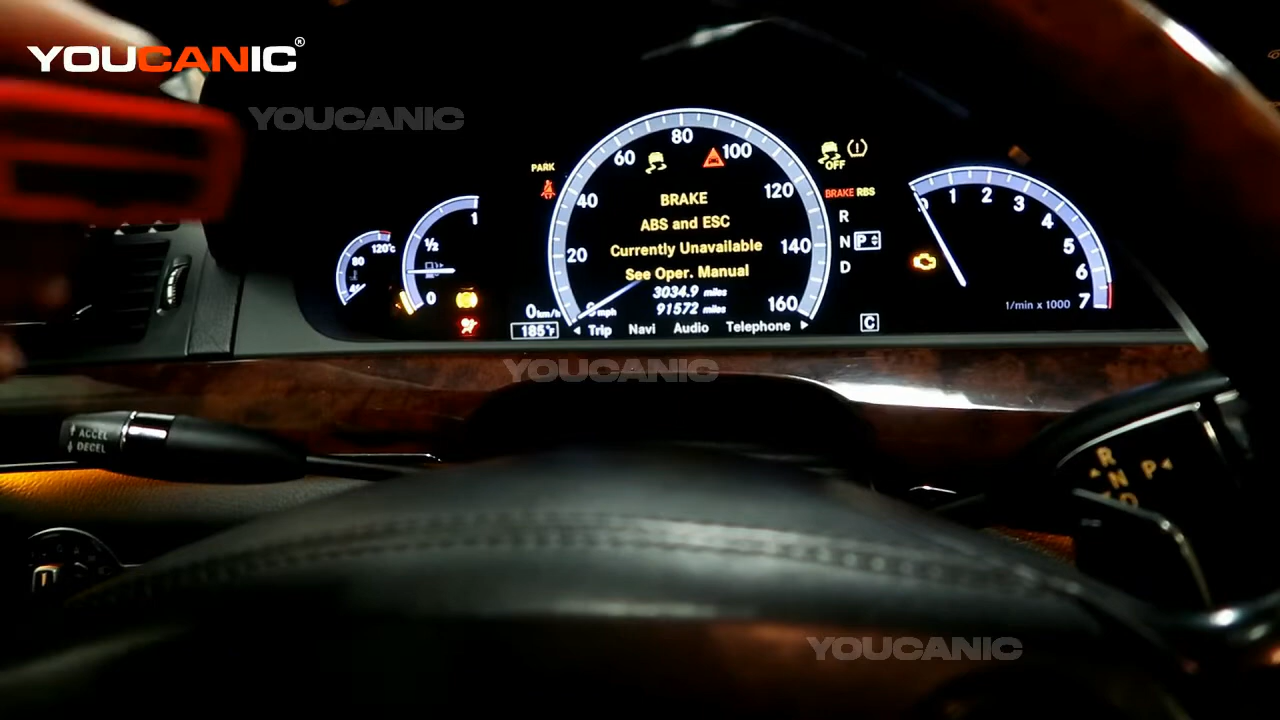 YOUCANIC®
YOUCANIC
PARK
20
40
60
80
100
120
140
160
BRAKE
ABS and ESC
Currently Unavailable
See Oper. Manual
3034.9 miles
91572 miles
0 km/h
mph
185°F
Trip Navi Audio Telephone
80
120°C
0
½
1
OFF
BRAKE RBS
R
N P
D
C
1
2
3
4
5
6
7
1/min x 1000
YOUCANIC
ACCEL
DECEL
R
N
P
D
YOUCANIC